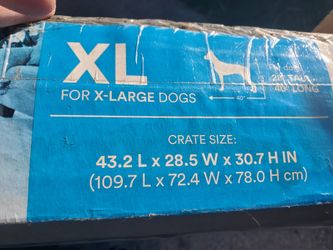 XL
FOR X-LARGE DOGS
40"
CRATE SIZE:
43.2 L x 28.5 W x 30.7 H IN
(109.7 L x 72.4 W x 78.0 H cm)